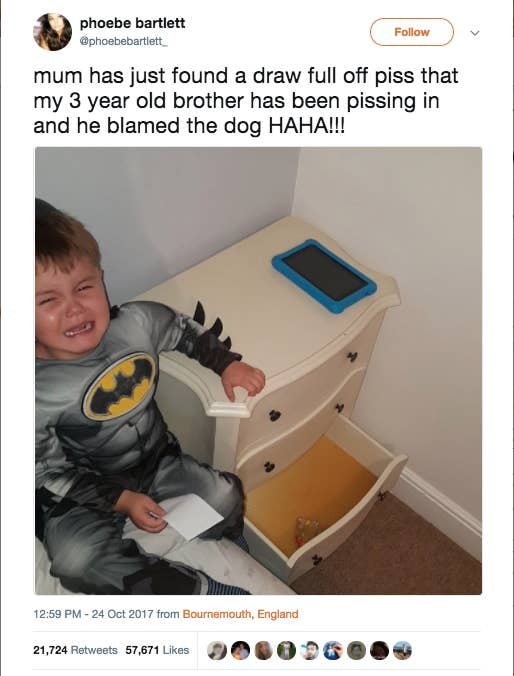 phoebe bartlett
@phoebebartlett_
Follow
mum has just found a draw full off piss that
my 3 year old brother has been pissing in
and he blamed the dog HAHA!!!
12:59 PM - 24 Oct 2017 from Bournemouth, England
21,724 Retweets 57,671 Likes